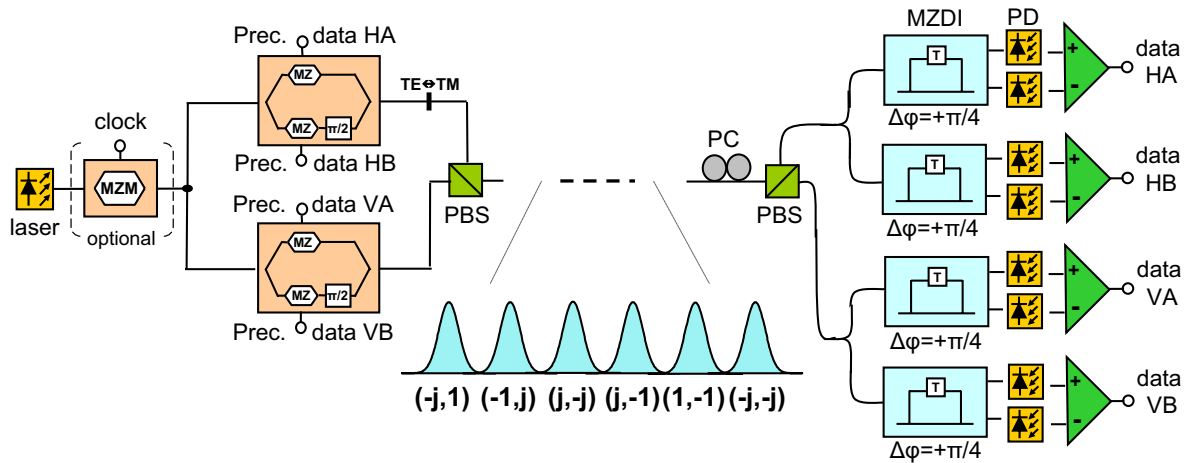 laser
clock
MZM
optional
Prec. data HA
MZ
MZ π/2
Prec. data HB
Prec. data VA
MZ
MZ π/2
Prec. data VB
TE⇔TM
PBS
(-j,1) (-1,j) (j,-j) (j,-1) (1,-1) (-j,-j)
PC
PBS
MZDI PD
T
Δφ=+π/4
+
-
data
HA
T
Δφ=+π/4
+
-
data
HB
T
Δφ=+π/4
+
-
data
VA
T
Δφ=+π/4
+
-
data
VB